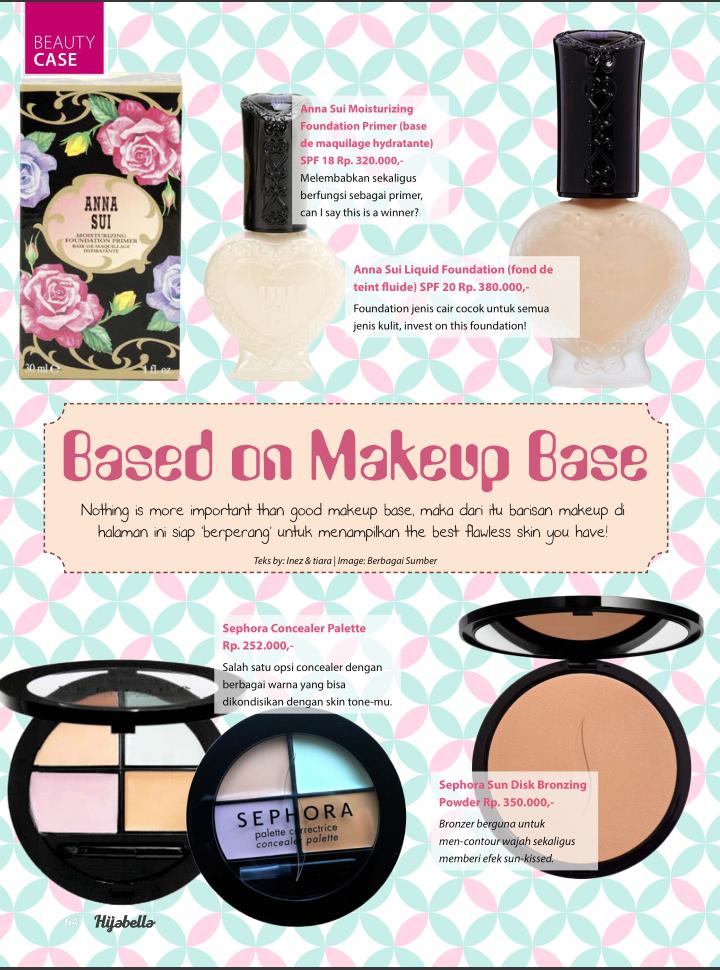 BEAUTY
CASE
Anna Sui Moisturizing
Foundation Primer (base
de maquilage hydratante)
SPF 18 Rp. 320.000,-
Melembabkan sekaligus
berfungsi sebagai primer,
can I say this is a winner?
ANNA
SUI
MOISTURIZING
FOUNDATION PRIMER
BASE DE MAQUILLAGE
HYDRATANTE
30 ml e 1 fl. oz.
Anna Sui Liquid Foundation (fond de
teint fluide) SPF 20 Rp. 380.000,-
Foundation jenis cair cocok untuk semua
jenis kulit, invest on this foundation!
Based on Makeup Base
Nothing is more important than good makeup base, maka dari itu barisan makeup di
halaman ini siap 'berperang' untuk menampilkan the best flawless skin you have!
Teks by: Inez & tiara | Image: Berbagai Sumber
Sephora Concealer Palette
Rp. 252.000,-
Salah satu opsi concealer dengan
berbagai warna yang bisa
dikondisikan dengan skin tone-mu.
SEPHORA
palette correctrice
concealer palette
Sephora Sun Disk Bronzing
Powder Rp. 350.000,-
Bronzer berguna untuk
men-contour wajah sekaligus
memberi efek sun-kissed.
64 Hijabella